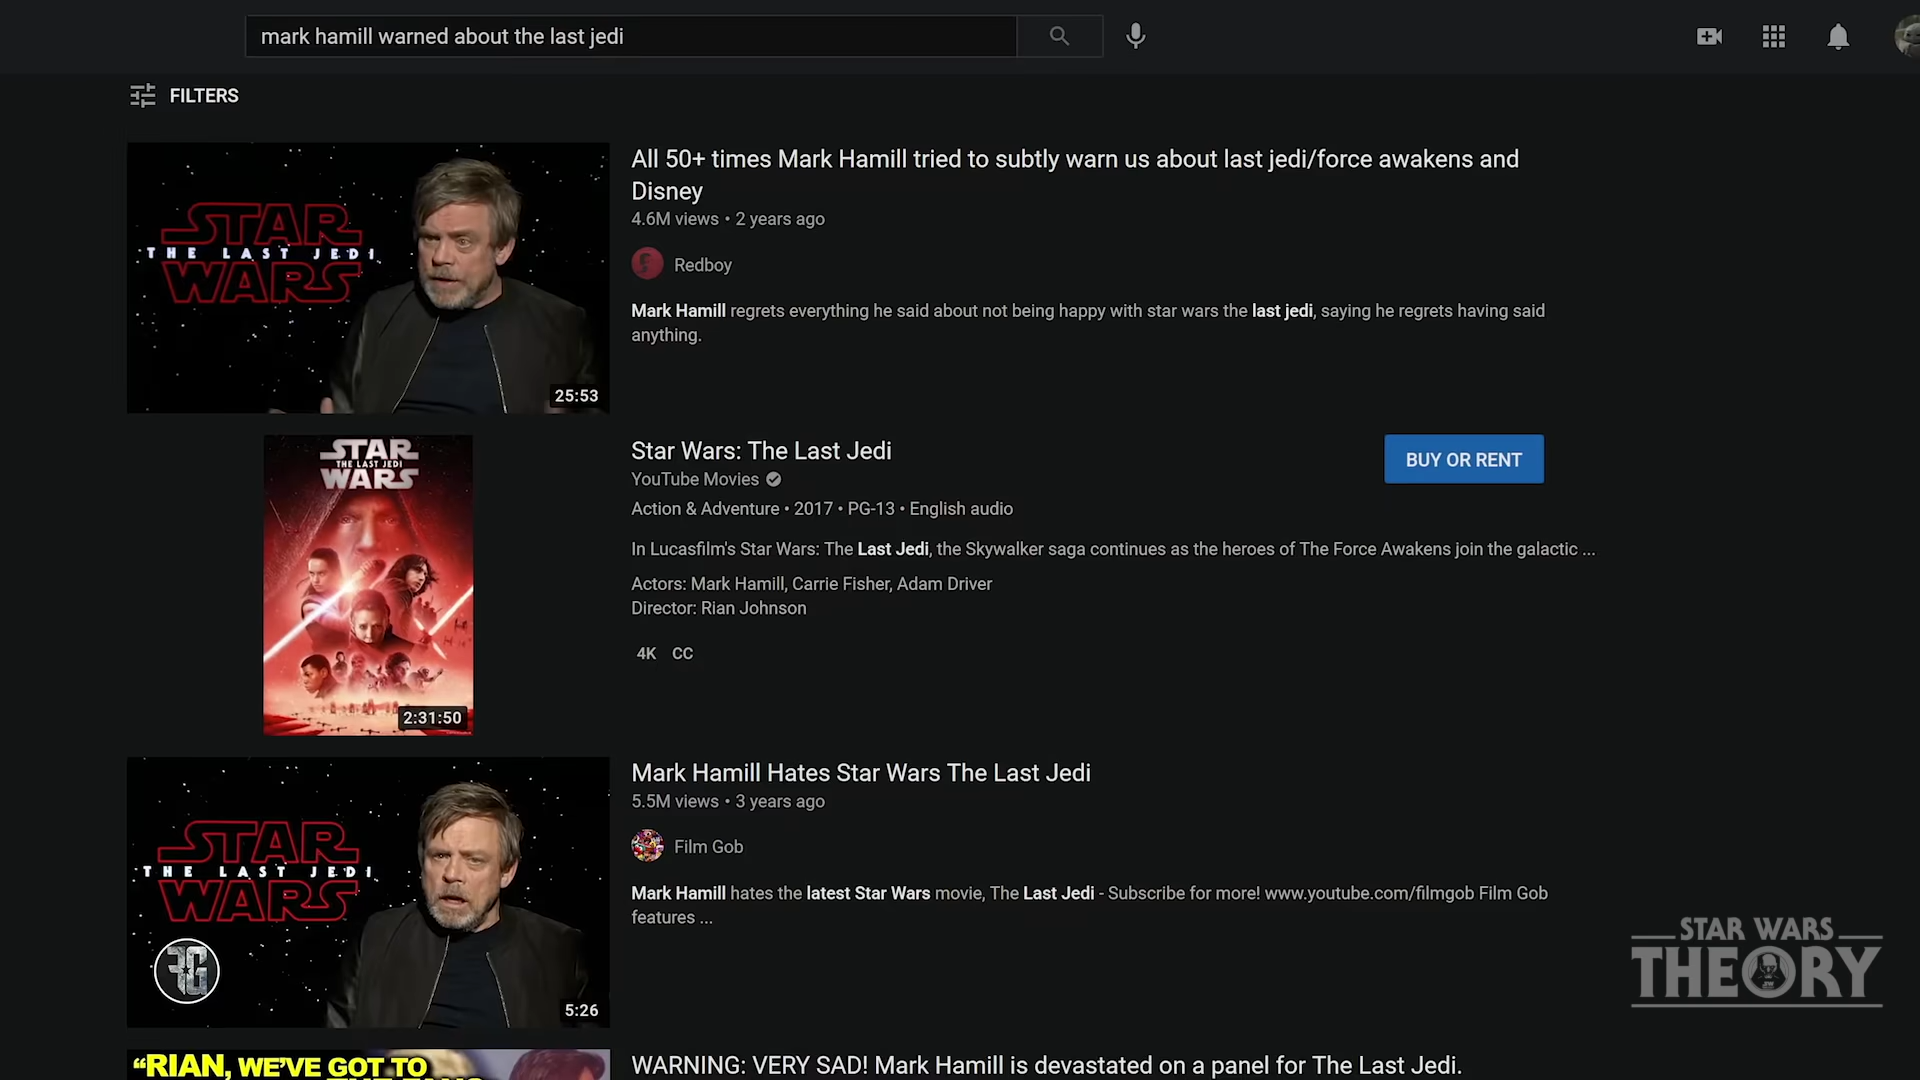 mark hamill warned about the last jedi
FILTERS
STAR
THE LAST JEDI
WARS
25:53
All 50+ times Mark Hamill tried to subtly warn us about last jedi/force awakens and
Disney
4.6M views • 2 years ago
Redboy
Mark Hamill regrets everything he said about not being happy with star wars the last jedi, saying he regrets having said
anything.
STAR
THE LAST JEDI
WARS
2:31:50
Star Wars: The Last Jedi
YouTube Movies
Action & Adventure • 2017 • PG-13 • English audio
In Lucasfilm's Star Wars: The Last Jedi, the Skywalker saga continues as the heroes of The Force Awakens join the galactic ...
Actors: Mark Hamill, Carrie Fisher, Adam Driver
Director: Rian Johnson
4K CC
BUY OR RENT
STAR
THE LAST JEDI
WARS
FG
5:26
Mark Hamill Hates Star Wars The Last Jedi
5.5M views • 3 years ago
Film Gob
Mark Hamill hates the latest Star Wars movie, The Last Jedi - Subscribe for more! www.youtube.com/filmgob Film Gob
features ...
STAR WARS
THEORY
“RIAN, WE'VE GOT TO
WARNING: VERY SAD! Mark Hamill is devastated on a panel for The Last Jedi.